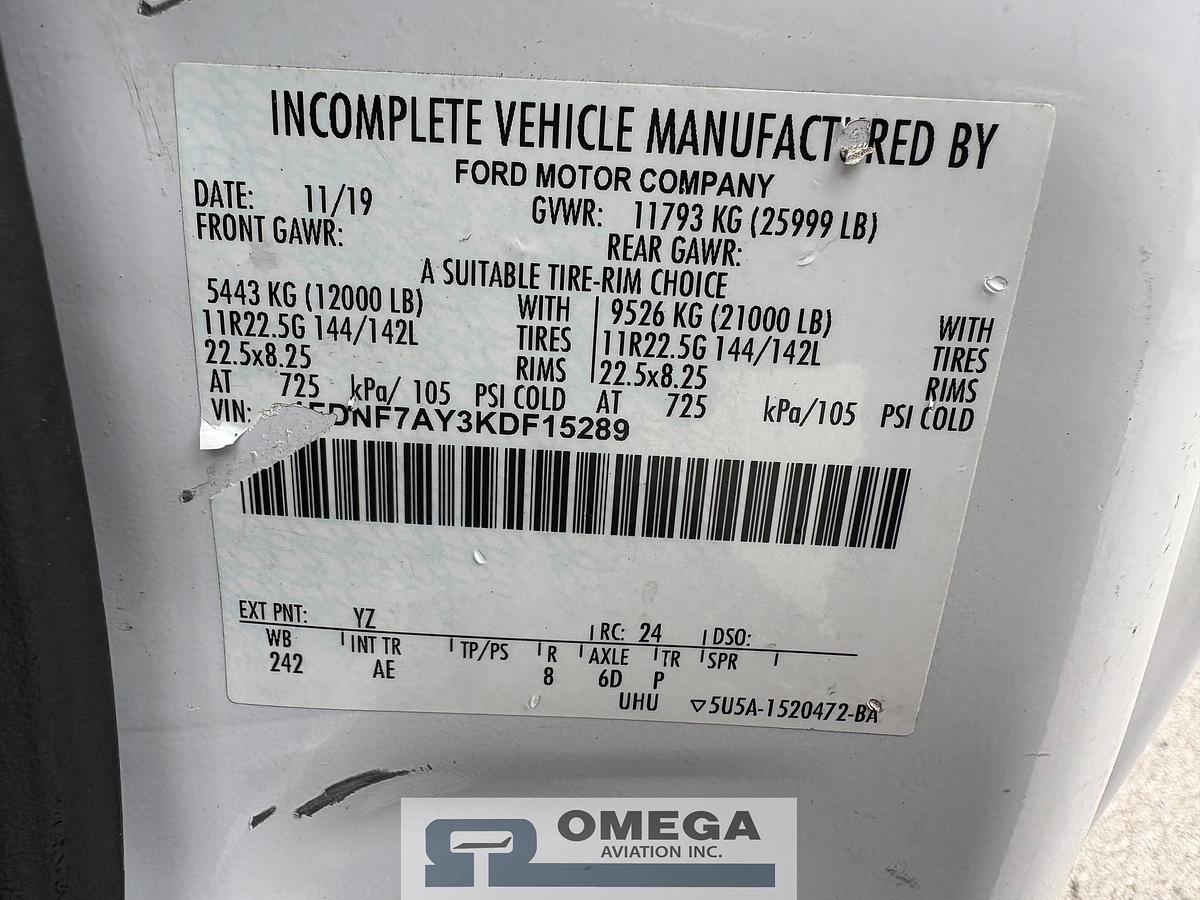 INCOMPLETE VEHICLE MANUFACTURED BY
FORD MOTOR COMPANY
DATE: 11/19 GVWR: 11793 KG (25999 LB)
FRONT GAWR: REAR GAWR:
A SUITABLE TIRE-RIM CHOICE
5443 KG (12000 LB) WITH 9526 KG (21000 LB) WITH
11R22.5G 144/142L TIRES 11R22.5G 144/142L TIRES
22.5x8.25 RIMS 22.5x8.25 RIMS
AT 725 kPa/ 105 PSI COLD AT 725 kPa/105 PSI COLD
VIN: 1FDNF7AY3KDF15289
EXT PNT: YZ RC: 24 DSO:
WB INT TR TP/PS R AXLE TR SPR
242 AE 8 6D P
UHU ▽5U5A-1520472-BA
OMEGA
AVIATION INC.